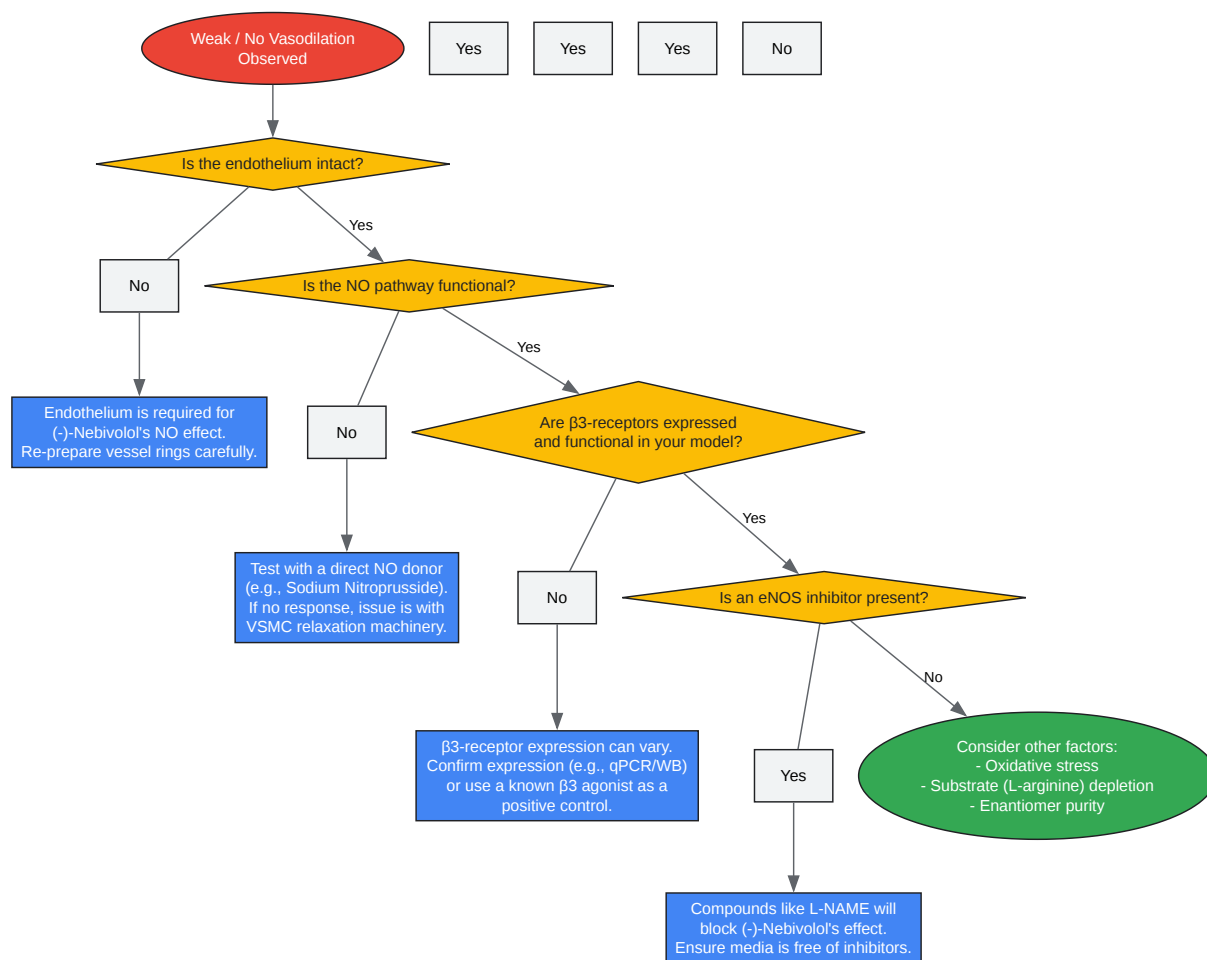 Weak / No Vasodilation
Observed
Yes
Yes
Yes
No
Is the endothelium intact?
Yes
No
Is the NO pathway functional?
Yes
Endothelium is required for
(-)-Nebivolol's NO effect.
Re-prepare vessel rings carefully.
No
Are β3-receptors expressed
and functional in your model?
Yes
Test with a direct NO donor
(e.g., Sodium Nitroprusside).
If no response, issue is with
VSMC relaxation machinery.
No
Is an eNOS inhibitor present?
No
β3-receptor expression can vary.
Confirm expression (e.g., qPCR/WB)
or use a known β3 agonist as a
positive control.
Yes
Consider other factors:
- Oxidative stress
- Substrate (L-arginine) depletion
- Enantiomer purity
Compounds like L-NAME will
block (-)-Nebivolol's effect.
Ensure media is free of inhibitors.